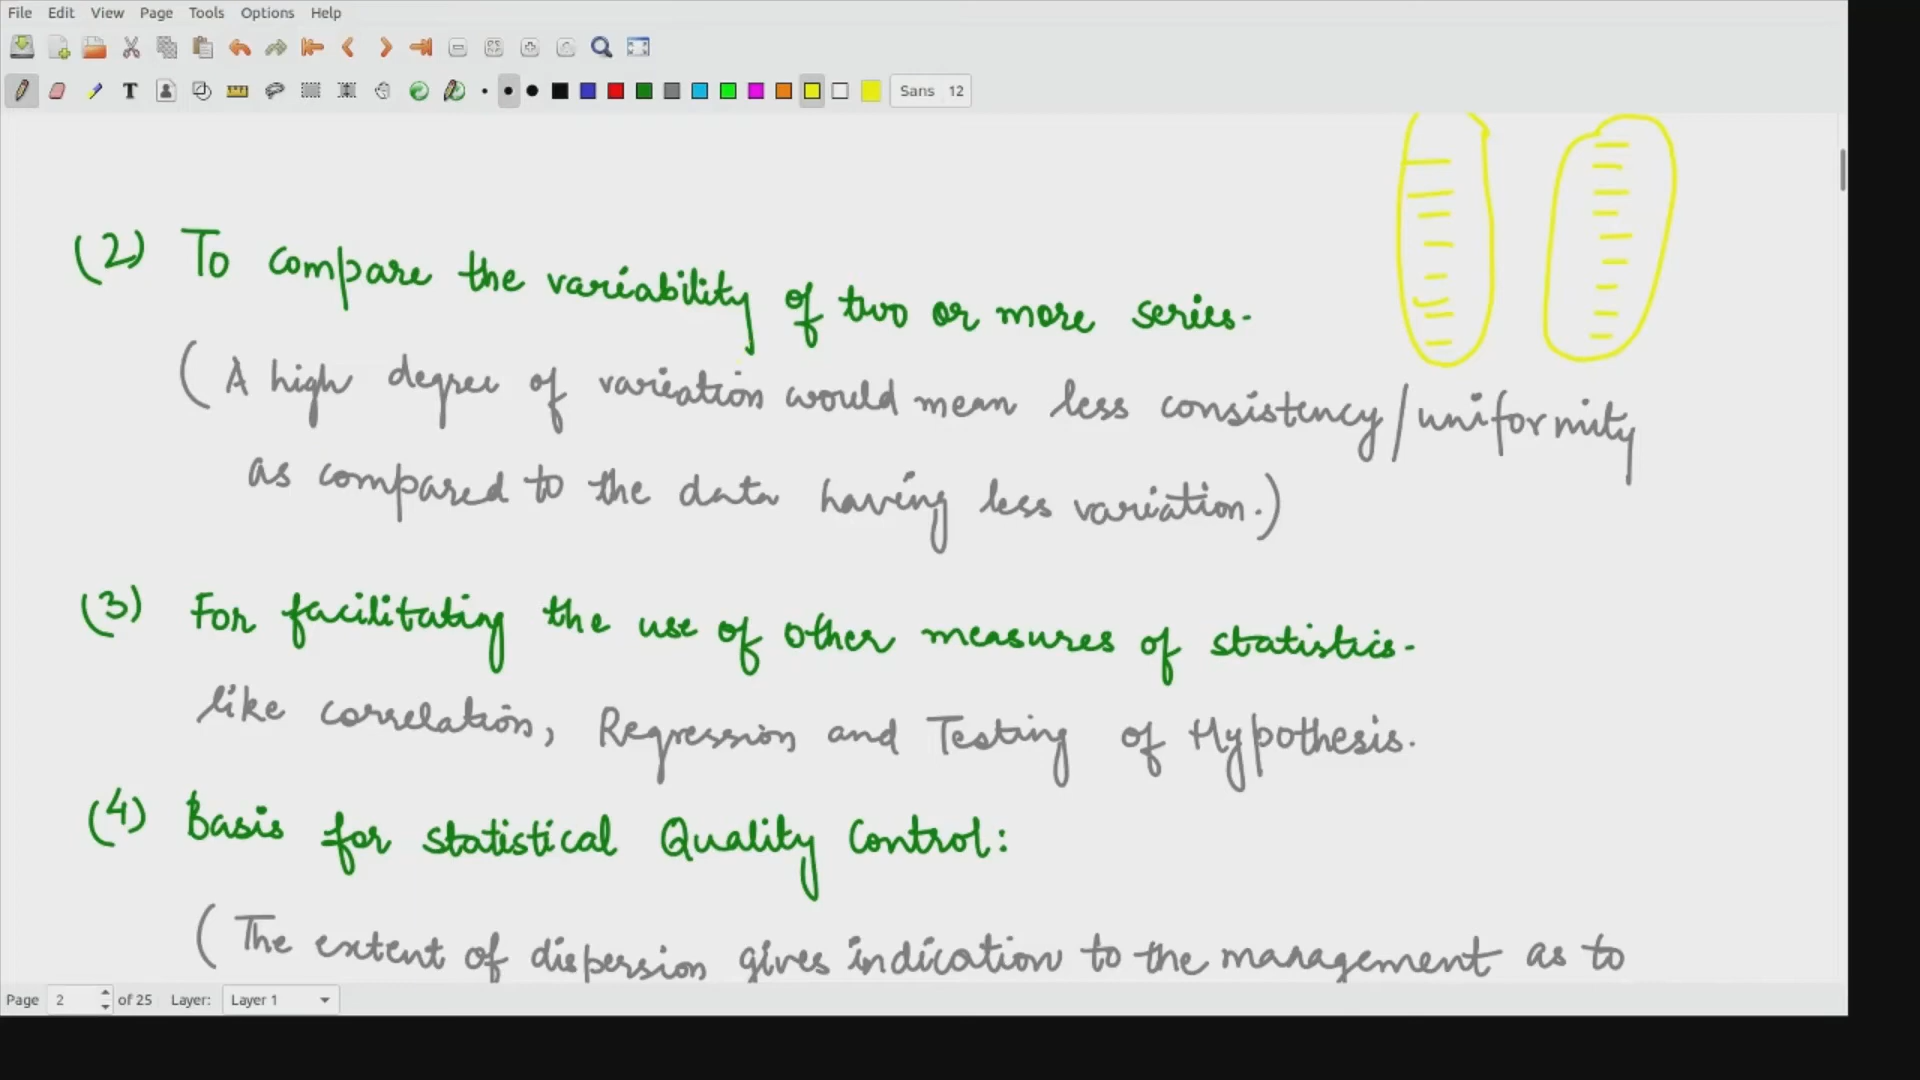 File Edit View Page Tools Options Help
Sans 12
(2) To compare the variability of two or more series.
(A high degree of variation would mean less consistency/uniformity
as compared to the data having less variation.)
(3) For facilitating the use of other measures of statistics.
like correlation, Regression and Testing of Hypothesis.
(4) Basis for statistical Quality Control:
(The extent of dispersion gives indication to the management as to
Page 2 of 25 Layer: Layer 1